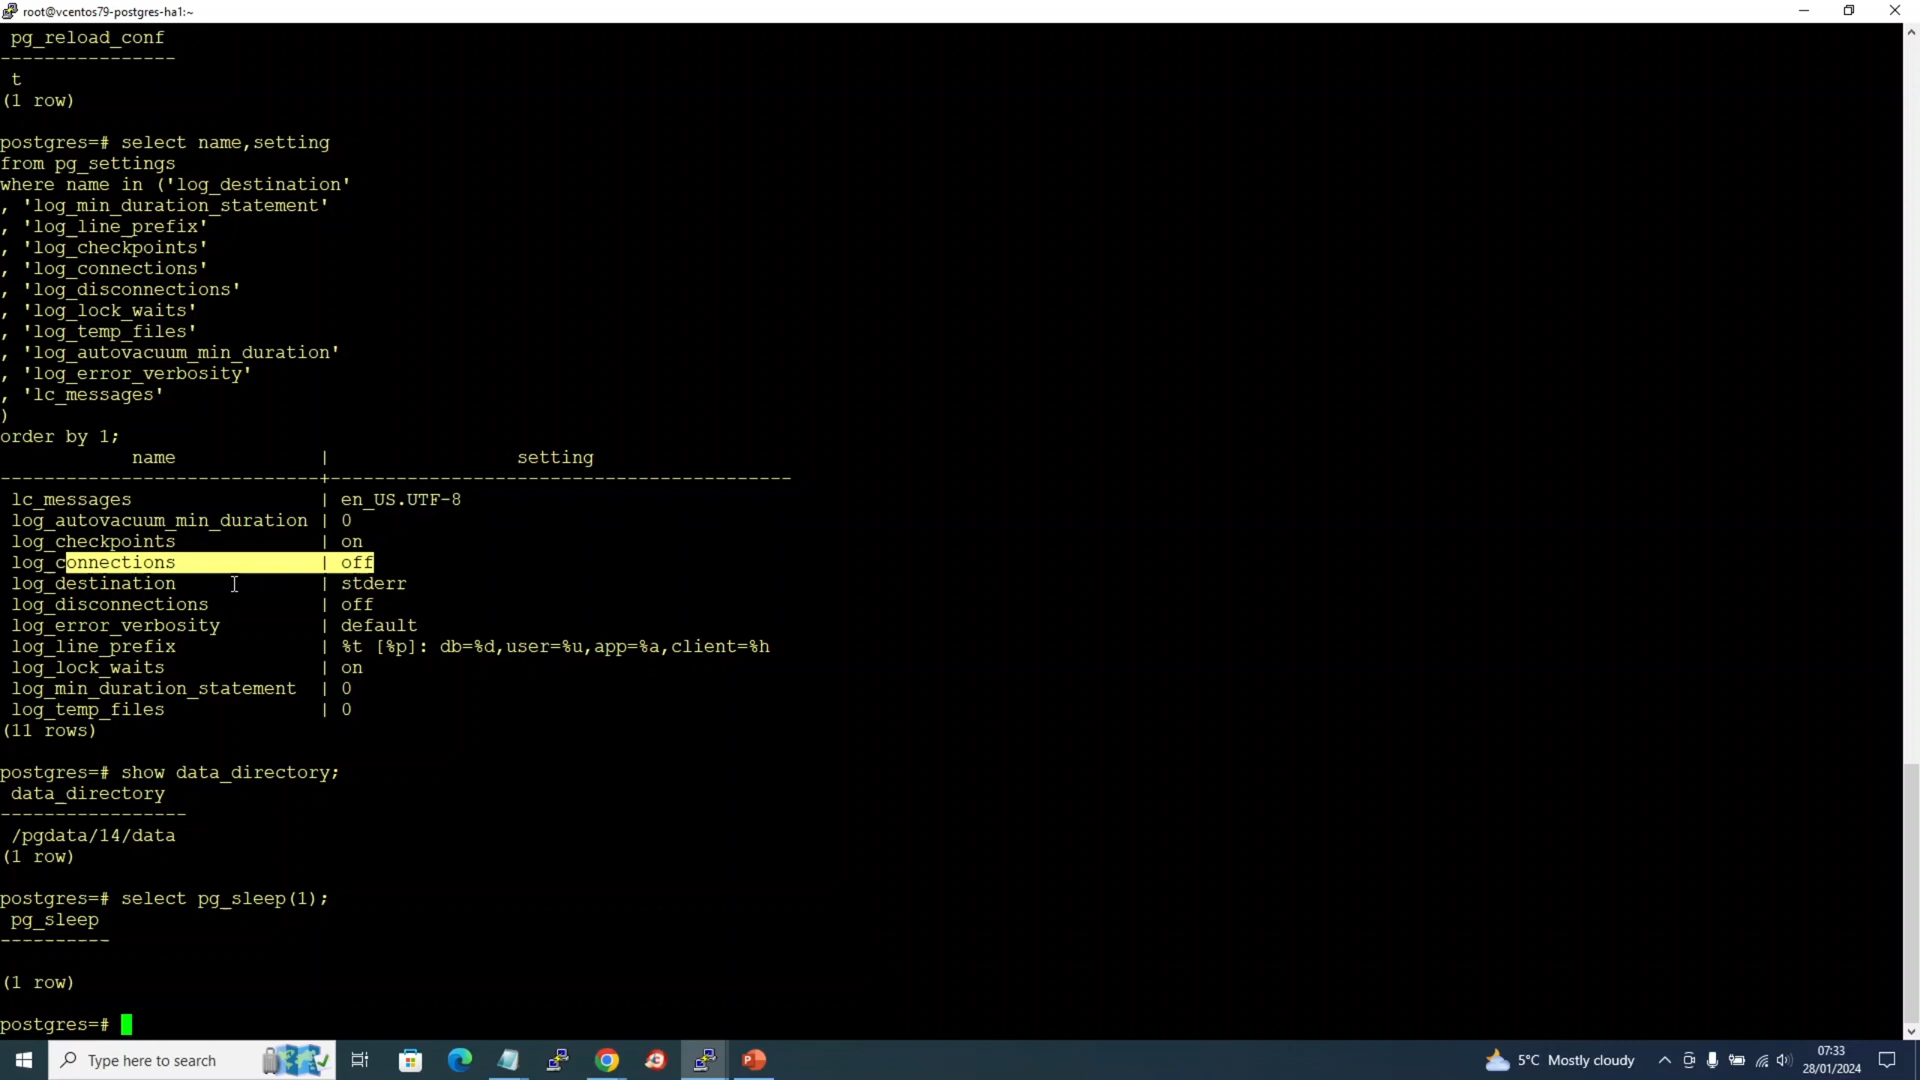 root@vcentos79-postgres-ha1:~
pg_reload_conf
----------------
t
(1 row)
postgres=# select name,setting
from pg_settings
where name in ('log_destination'
, 'log_min_duration_statement'
, 'log_line_prefix'
, 'log_checkpoints'
, 'log_connections'
, 'log_disconnections'
, 'log_lock_waits'
, 'log_temp_files'
, 'log_autovacuum_min_duration'
, 'log_error_verbosity'
, 'lc_messages'
)
order by 1;
name | setting
-----------------------------+------------------------------------------
lc_messages | en_US.UTF-8
log_autovacuum_min_duration | 0
log_checkpoints | on
log_connections | off
log_destination | stderr
log_disconnections | off
log_error_verbosity | default
log_line_prefix | %t [%p]: db=%d,user=%u,app=%a,client=%h
log_lock_waits | on
log_min_duration_statement | 0
log_temp_files | 0
(11 rows)
postgres=# show data_directory;
data_directory
-----------------
/pgdata/14/data
(1 row)
postgres=# select pg_sleep(1);
pg_sleep
----------
(1 row)
postgres=#
Type here to search
5°C Mostly cloudy
07:33
28/01/2024